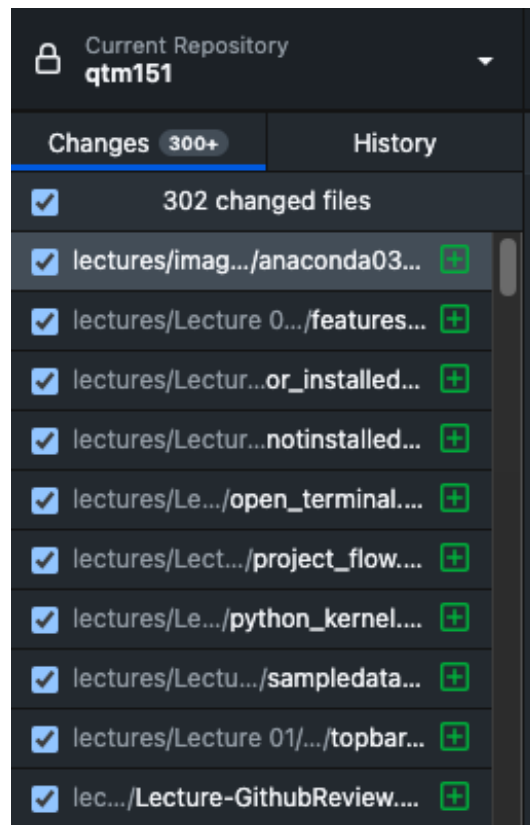 Current Repository
qtm151
Changes 300+ History
302 changed files
lectures/imag.../anaconda03...
lectures/Lecture 0.../features...
lectures/Lectur...or_installed...
lectures/Lectur...notinstalled...
lectures/Le.../open_terminal....
lectures/Lect.../project_flow....
lectures/Le.../python_kernel....
lectures/Lectu.../sampledata...
lectures/Lecture 01/.../topbar...
lec.../Lecture-GithubReview....